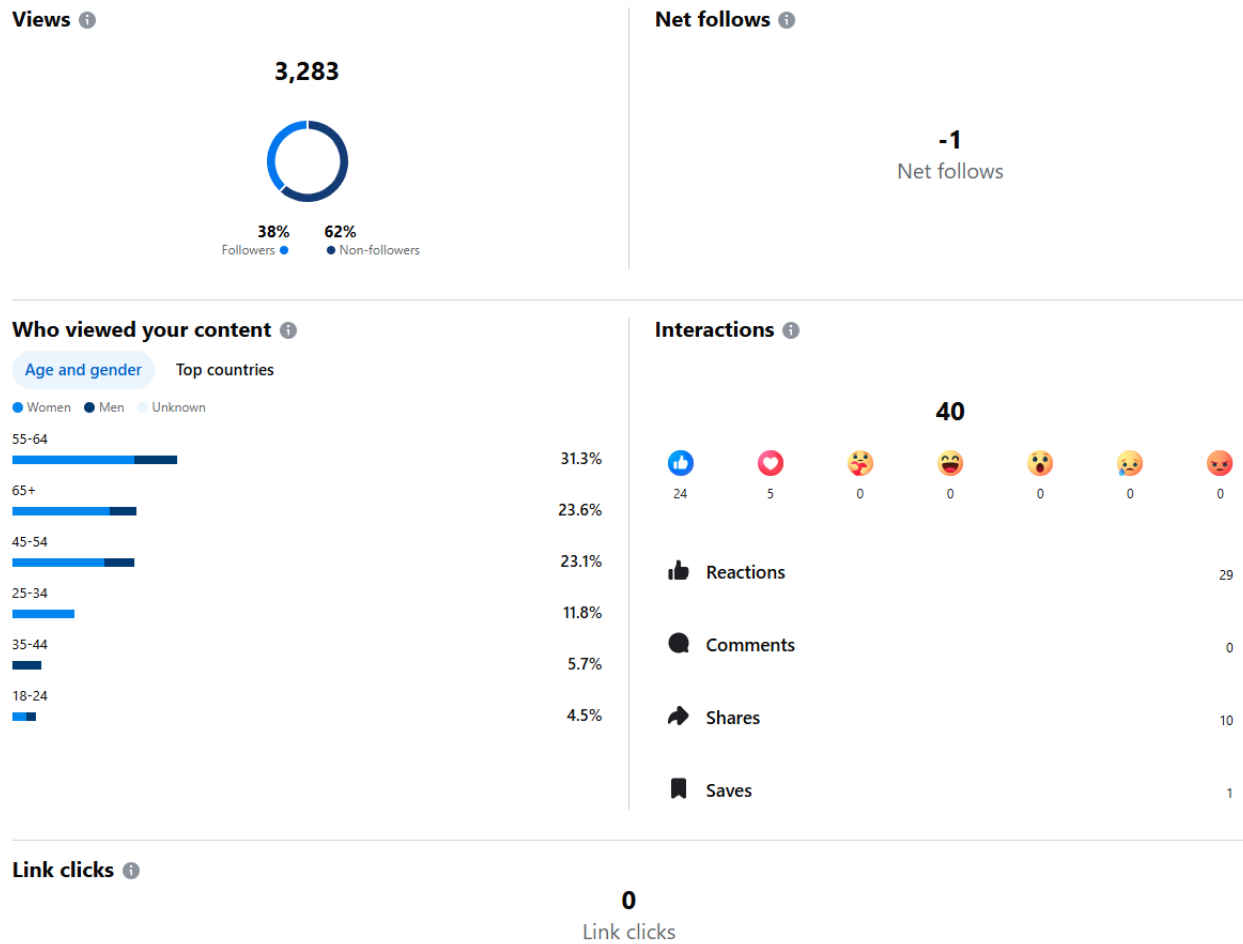 Views
3,283
38% 62%
Followers Non-followers
Net follows
-1
Net follows
Who viewed your content
Age and gender Top countries
Women Men Unknown
55-64
31.3%
65+
23.6%
45-54
23.1%
25-34
11.8%
35-44
5.7%
18-24
4.5%
Interactions
40
24 5 0 0 0 0 0
Reactions 29
Comments 0
Shares 10
Saves 1
Link clicks
0
Link clicks